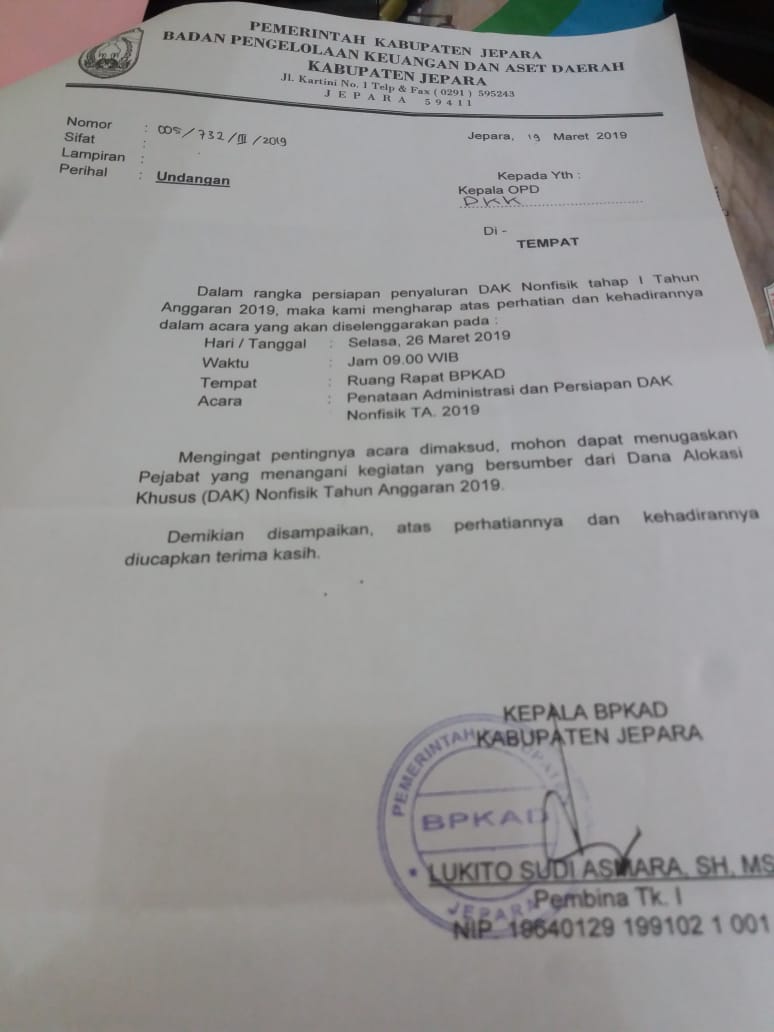 PEMERINTAH KABUPATEN JEPARA
BADAN PENGELOLAAN KEUANGAN DAN ASET DAERAH
KABUPATEN JEPARA
Jl. Kartini No. 1 Telp & Fax ( 0291 ) 595243
J E P A R A 5 9 4 1 1
Nomor : 005/732/III/2019
Jepara, 19 Maret 2019
Sifat :
Lampiran :
Perihal : Undangan
Kepada Yth :
Kepala OPD
DKK
Di -
TEMPAT
Dalam rangka persiapan penyaluran DAK Nonfisik tahap I Tahun
Anggaran 2019, maka kami mengharap atas perhatian dan kehadirannya
dalam acara yang akan diselenggarakan pada :
Hari / Tanggal : Selasa, 26 Maret 2019
Waktu : Jam 09.00 WIB
Tempat : Ruang Rapat BPKAD
Acara : Penataan Administrasi dan Persiapan DAK
Nonfisik TA. 2019
Mengingat pentingnya acara dimaksud, mohon dapat menugaskan
Pejabat yang menangani kegiatan yang bersumber dari Dana Alokasi
Khusus (DAK) Nonfisik Tahun Anggaran 2019.
Demikian disampaikan, atas perhatiannya dan kehadirannya
diucapkan terima kasih.
KEPALA BPKAD
KABUPATEN JEPARA
PEMERINTAH KABUPATEN
BPKAD
JEPARA
LUKITO SUDI ASMARA, SH, MS
Pembina Tk. I
NIP 19640129 199102 1 001